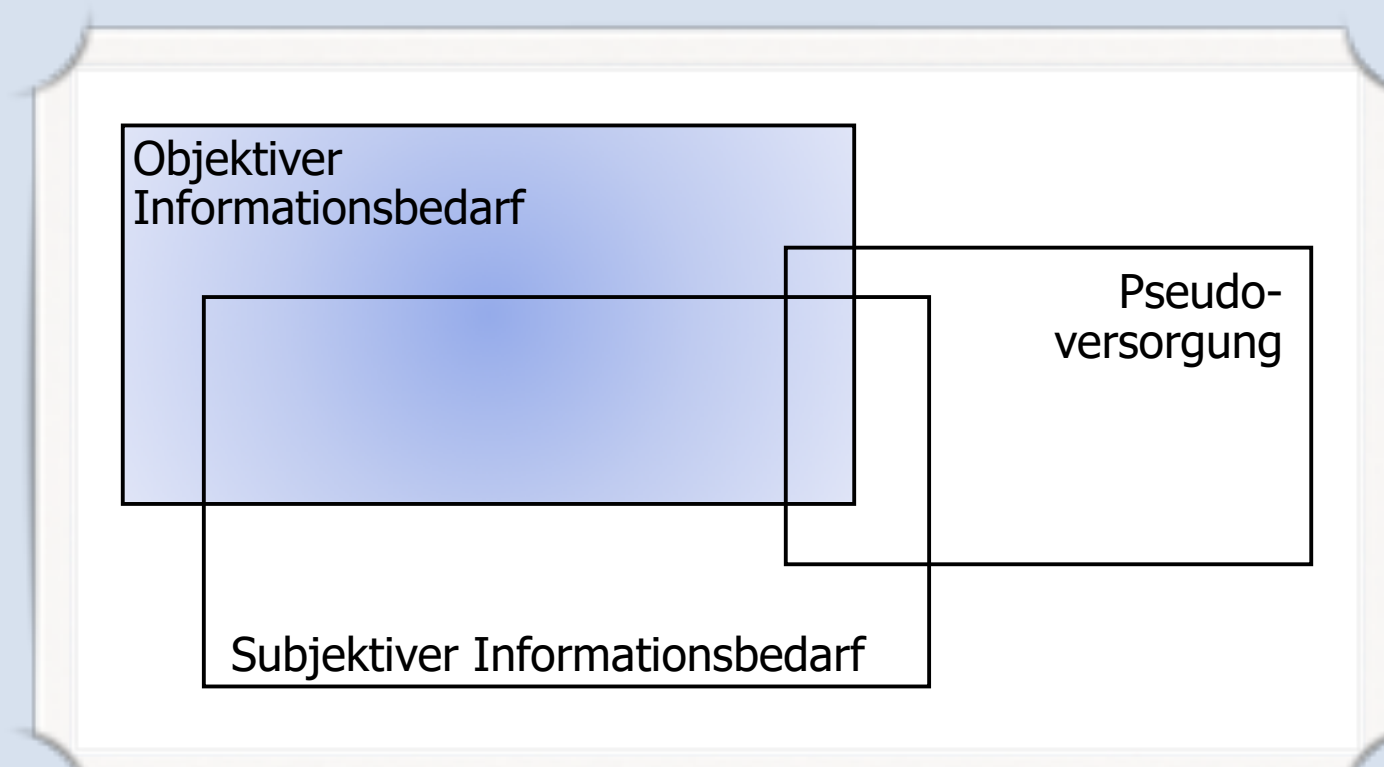 Objektiver
Informationsbedarf
Pseudo-
versorgung
Subjektiver Informationsbedarf